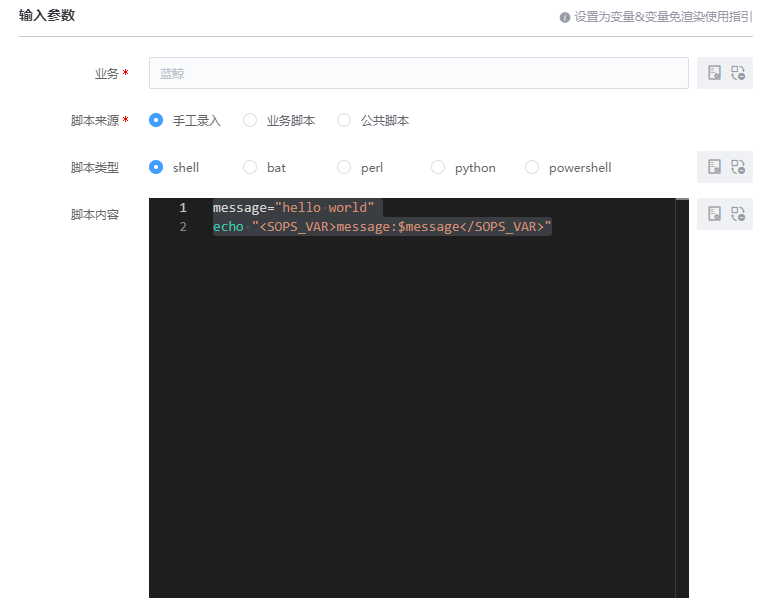 输入参数
设置为变量&变量免渲染使用指引
业务 *
蓝鲸
脚本来源 * 手工录入 业务脚本 公共脚本
脚本类型 shell bat perl python powershell
脚本内容
1 message="hello world"
2 echo "<SOPS_VAR>message:$message</SOPS_VAR>"